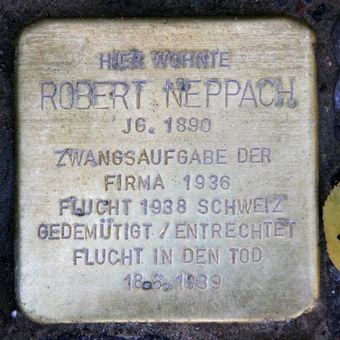 HIER WOHNTE
ROBERT NEPPACH
JG. 1890
ZWANGSAUFGABE DER
FIRMA 1936
FLUCHT 1938 SCHWEIZ
GEDEMÜTIGT / ENTRECHTET
FLUCHT IN DEN TOD
18.8.1939